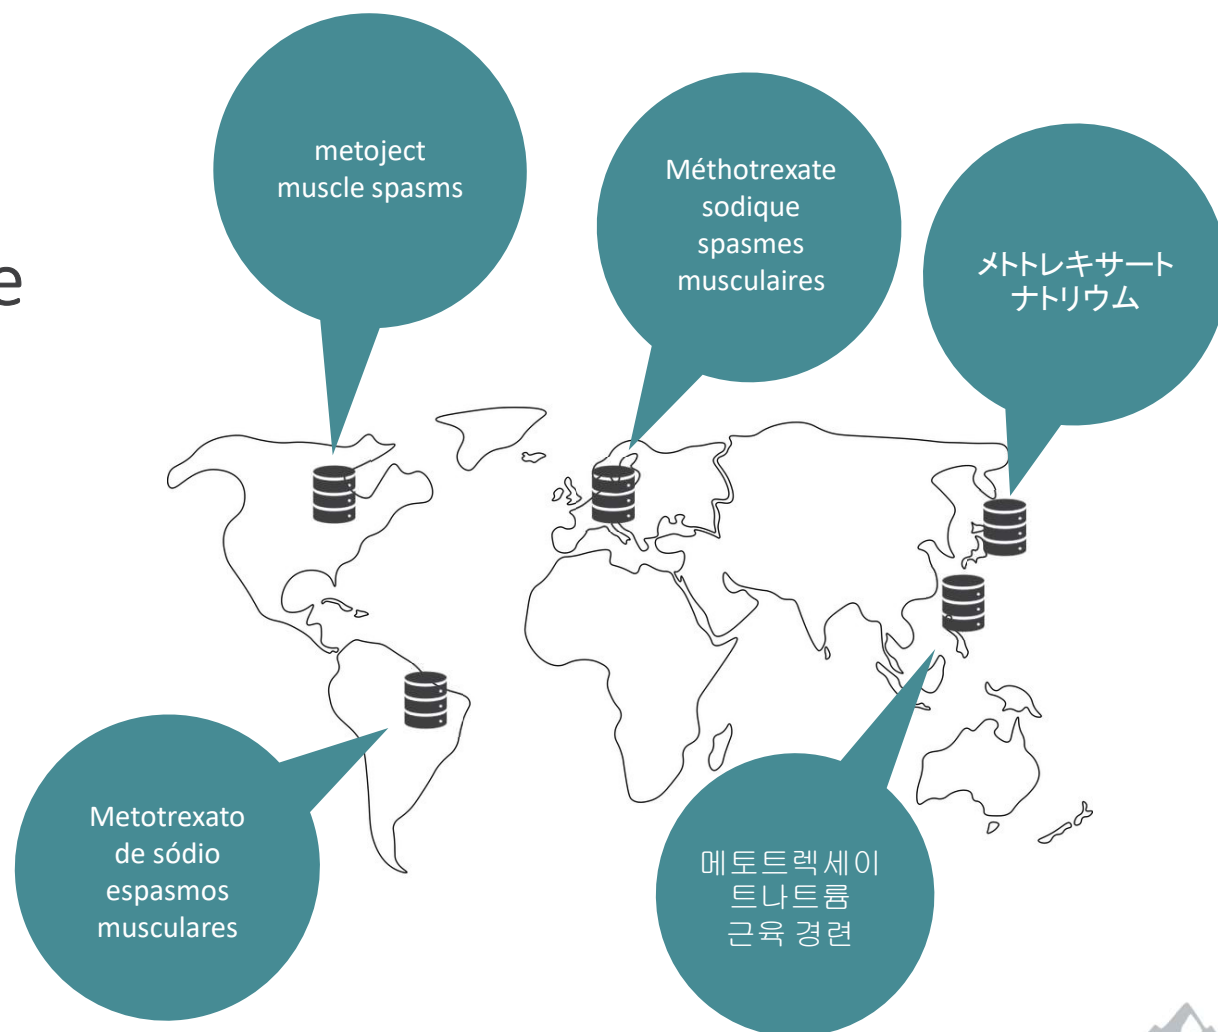 e
metoject
muscle spasms
Méthotrexate
sodique
spasmes
musculaires
メトトレキサート
ナトリウム
Metotrexato
de sódio
espasmos
musculares
메토트렉세이
트나트륨
근육 경련